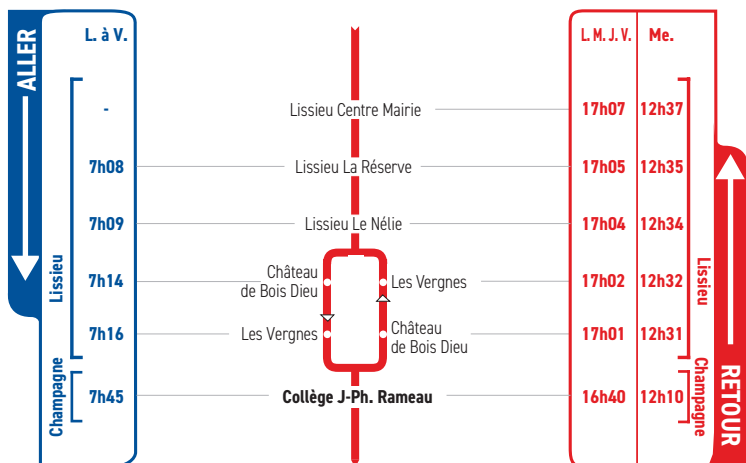 ALLER
L. à V.
L. M. J. V. Me.
- Lissieu Centre Mairie 17h07 12h37
7h08 Lissieu La Réserve 17h05 12h35
7h09 Lissieu Le Nélie 17h04 12h34
Lissieu
7h14 Château
de Bois Dieu
Les Vergnes 17h02 12h32
Lissieu
7h16 Les Vergnes
Château
de Bois Dieu
17h01 12h31
Champagne
7h45 Collège J-Ph. Rameau 16h40 12h10
Champagne
RETOUR